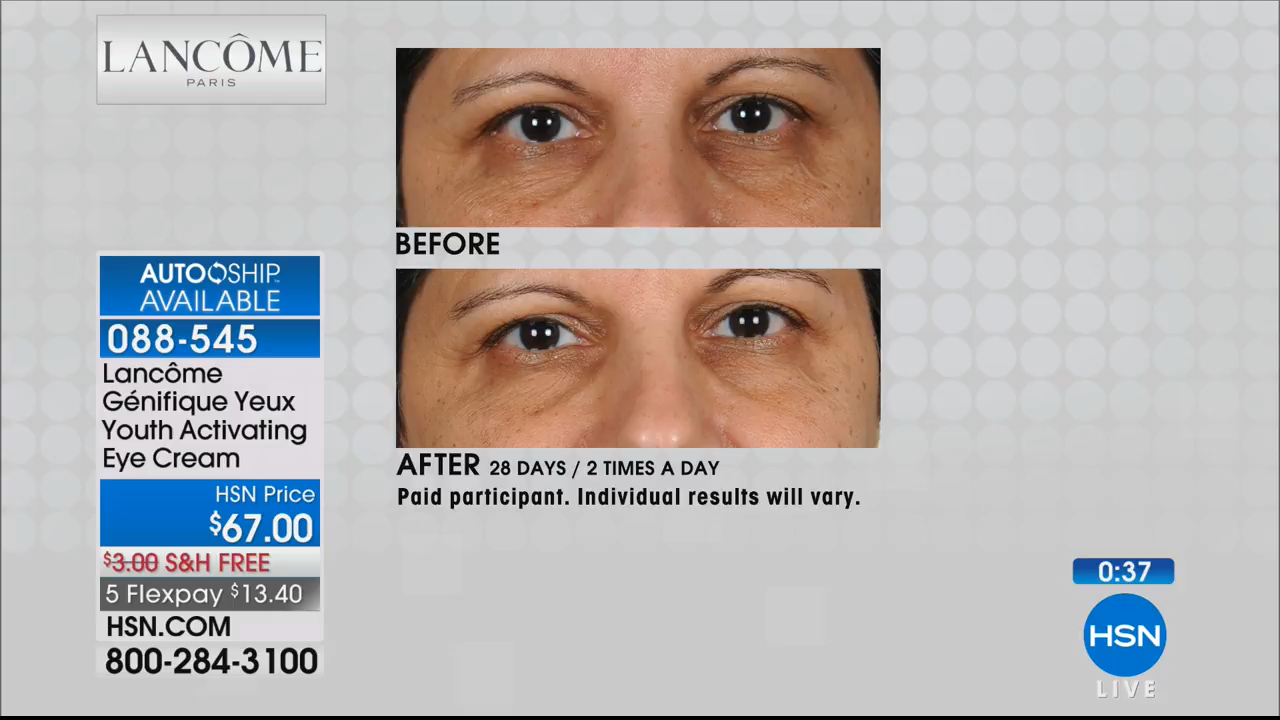 LANCÔME
PARIS
BEFORE
AFTER 28 DAYS / 2 TIMES A DAY
Paid participant. Individual results will vary.
AUTOSHIP
AVAILABLE
088-545
Lancôme
Génifique Yeux
Youth Activating
Eye Cream
HSN Price
$67.00
$3.00 S&H FREE
5 Flexpay $13.40
HSN.COM
800-284-3100
0:37
HSN
LIVE